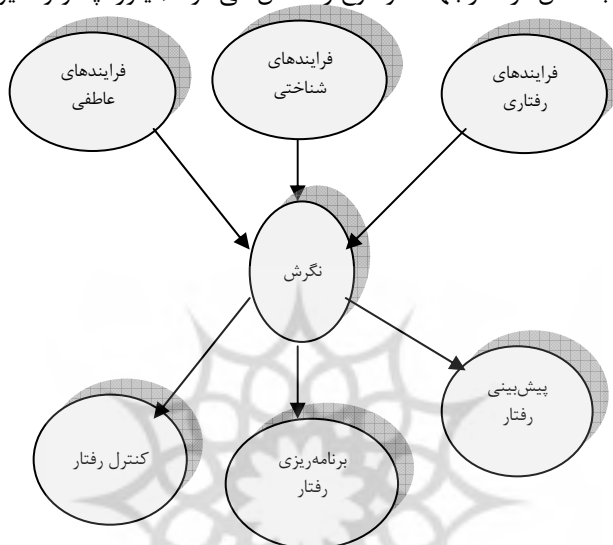 فرایندهای
رفتاری
فرایندهای
شناختی
فرایندهای
عاطفی
نگرش
پیش‌بینی
رفتار
برنامه‌ریزی
رفتار
کنترل رفتار